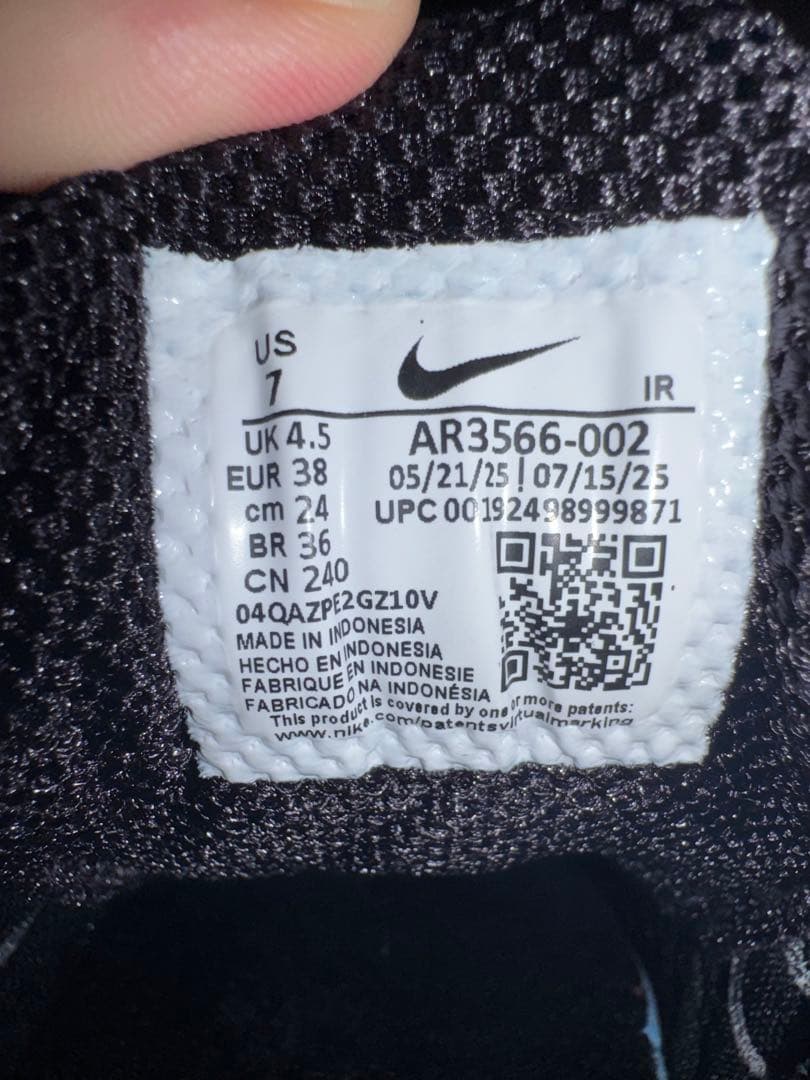 US
7
IR
UK 4.5
AR3566-002
EUR 38
05/21/25 | 07/15/25
cm 24
UPC 00192498999871
BR 36
CN 240
04QAZPE2GZ10V
MADE IN INDONESIA
HECHO EN INDONESIA
FABRIQUE EN INDONESIE
FABRICADO NA INDONÉSIA
This product is covered by one or more patents:
www.nike.com/patentsvirtualmarking